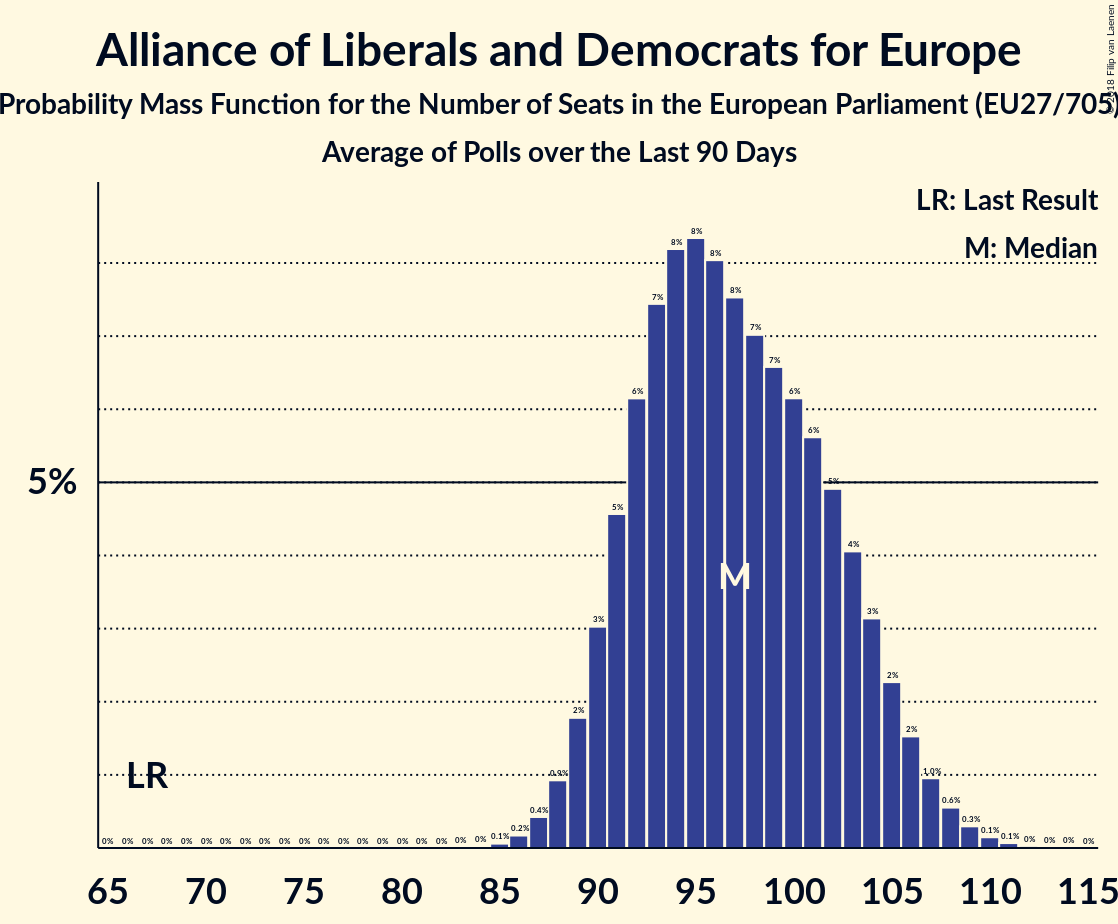 Alliance of Liberals and Democrats for Europe
Probability Mass Function for the Number of Seats in the European Parliament (EU27/705)
Average of Polls over the Last 90 Days
© 2018 Filip van Laenen
LR: Last Result
M: Median
5%
0% 0% 0% 0% 0% 0% 0% 0% 0% 0% 0% 0% 0% 0% 0% 0% 0% 0% 0% 0% 0.1% 0.2% 0.4% 0.9% 2% 3% 5% 6% 7% 8% 8% 8% 8% 7% 7% 6% 6% 5% 4% 3% 2% 2% 1.0% 0.6% 0.3% 0.1% 0.1% 0% 0% 0% 0%
M
LR
65 70 75 80 85 90 95 100 105 110 115